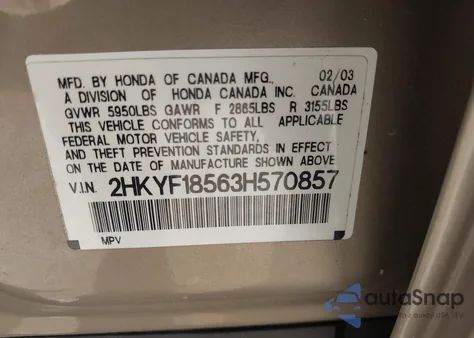 MFD. BY HONDA OF CANADA MFG., 02/03
A DIVISION OF HONDA CANADA INC. CANADA
GVWR 5950LBS GAWR F 2865LBS R 3155LBS
THIS VEHICLE CONFORMS TO ALL APPLICABLE
FEDERAL MOTOR VEHICLE SAFETY,
AND THEFT PREVENTION STANDARDS IN EFFECT
ON THE DATE OF MANUFACTURE SHOWN ABOVE
V.I.N. 2HKYF18563H570857
MPV
autoSnap